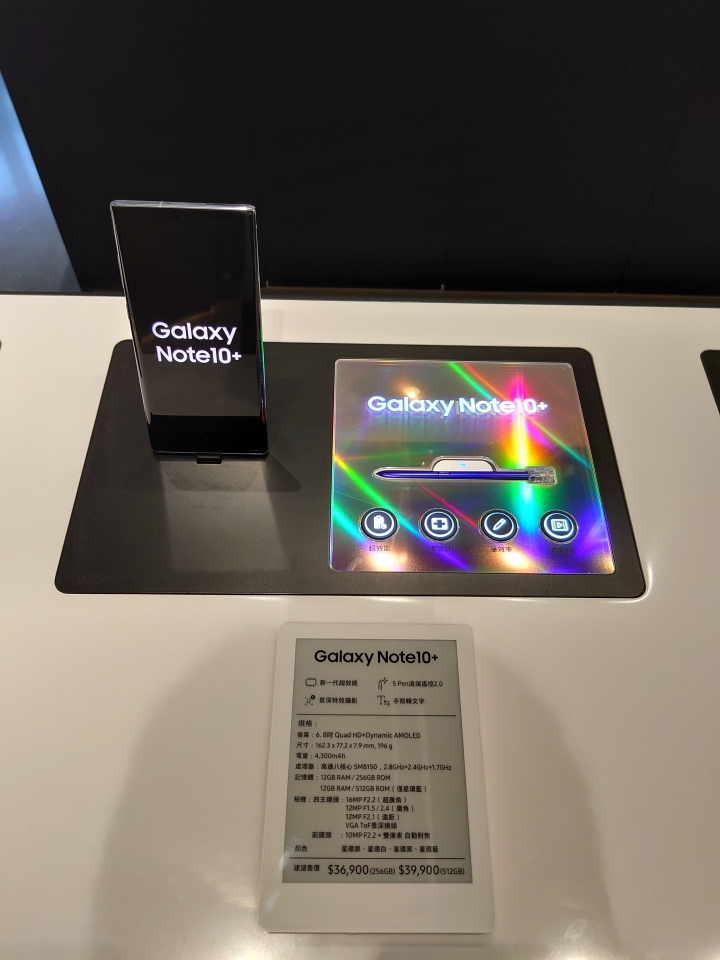 Galaxy
Note10+
Galaxy Note10+
超效能
筆效率
Galaxy Note10+
新一代超效能
S Pen遠端遙控2.0
景深特效攝影
手寫轉文字
規格：
螢幕：6. 8吋 Quad HD+Dynamic AMOLED
尺寸：162.3 x 77.2 x 7.9 mm, 196 g
電量：4,300mAh
處理器：高通八核心 SM8150，2.8GHz+2.4GHz+1.7GHz
記憶體：12GB RAM / 256GB ROM
12GB RAM / 512GB ROM（僅星環藍）
相機：四主鏡頭：16MP F2.2（超廣角）
12MP F1.5 / 2.4（廣角）
12MP F2.1（遠距）
VGA ToF景深鏡頭
前鏡頭：10MP F2.2，雙像素 自動對焦
顏色 星環銀、星環白、星環黑、星環藍
建議售價 $36,900(256GB) $39,900(512GB)